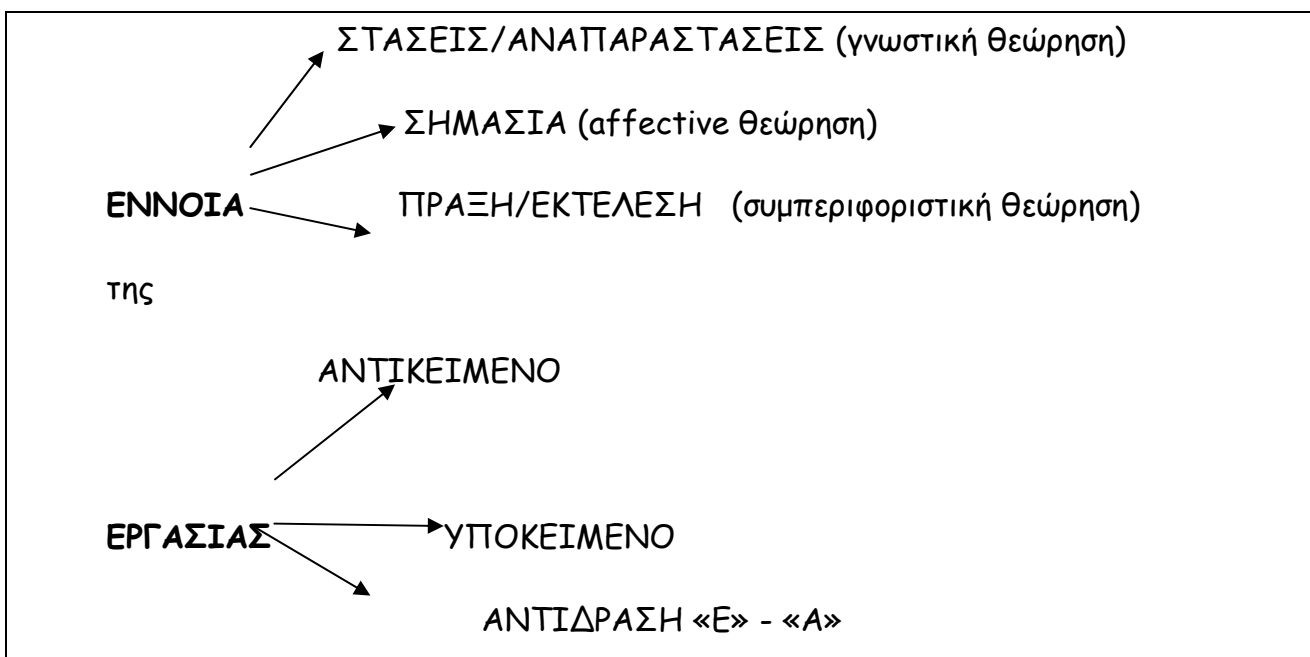 ΣΤΑΣΕΙΣ/ΑΝΑΠΑΡΑΣΤΑΣΕΙΣ (γνωστική θεώρηση)
ΣΗΜΑΣΙΑ (affective θεώρηση)
ΕΝΝΟΙΑ ΠΡΑΞΗ/ΕΚΤΕΛΕΣΗ (συμπεριφοριστική θεώρηση)
της
ΑΝΤΙΚΕΙΜΕΝΟ
ΕΡΓΑΣΙΑΣ ΥΠΟΚΕΙΜΕΝΟ
ΑΝΤΙΔΡΑΣΗ «Ε» - «Α»